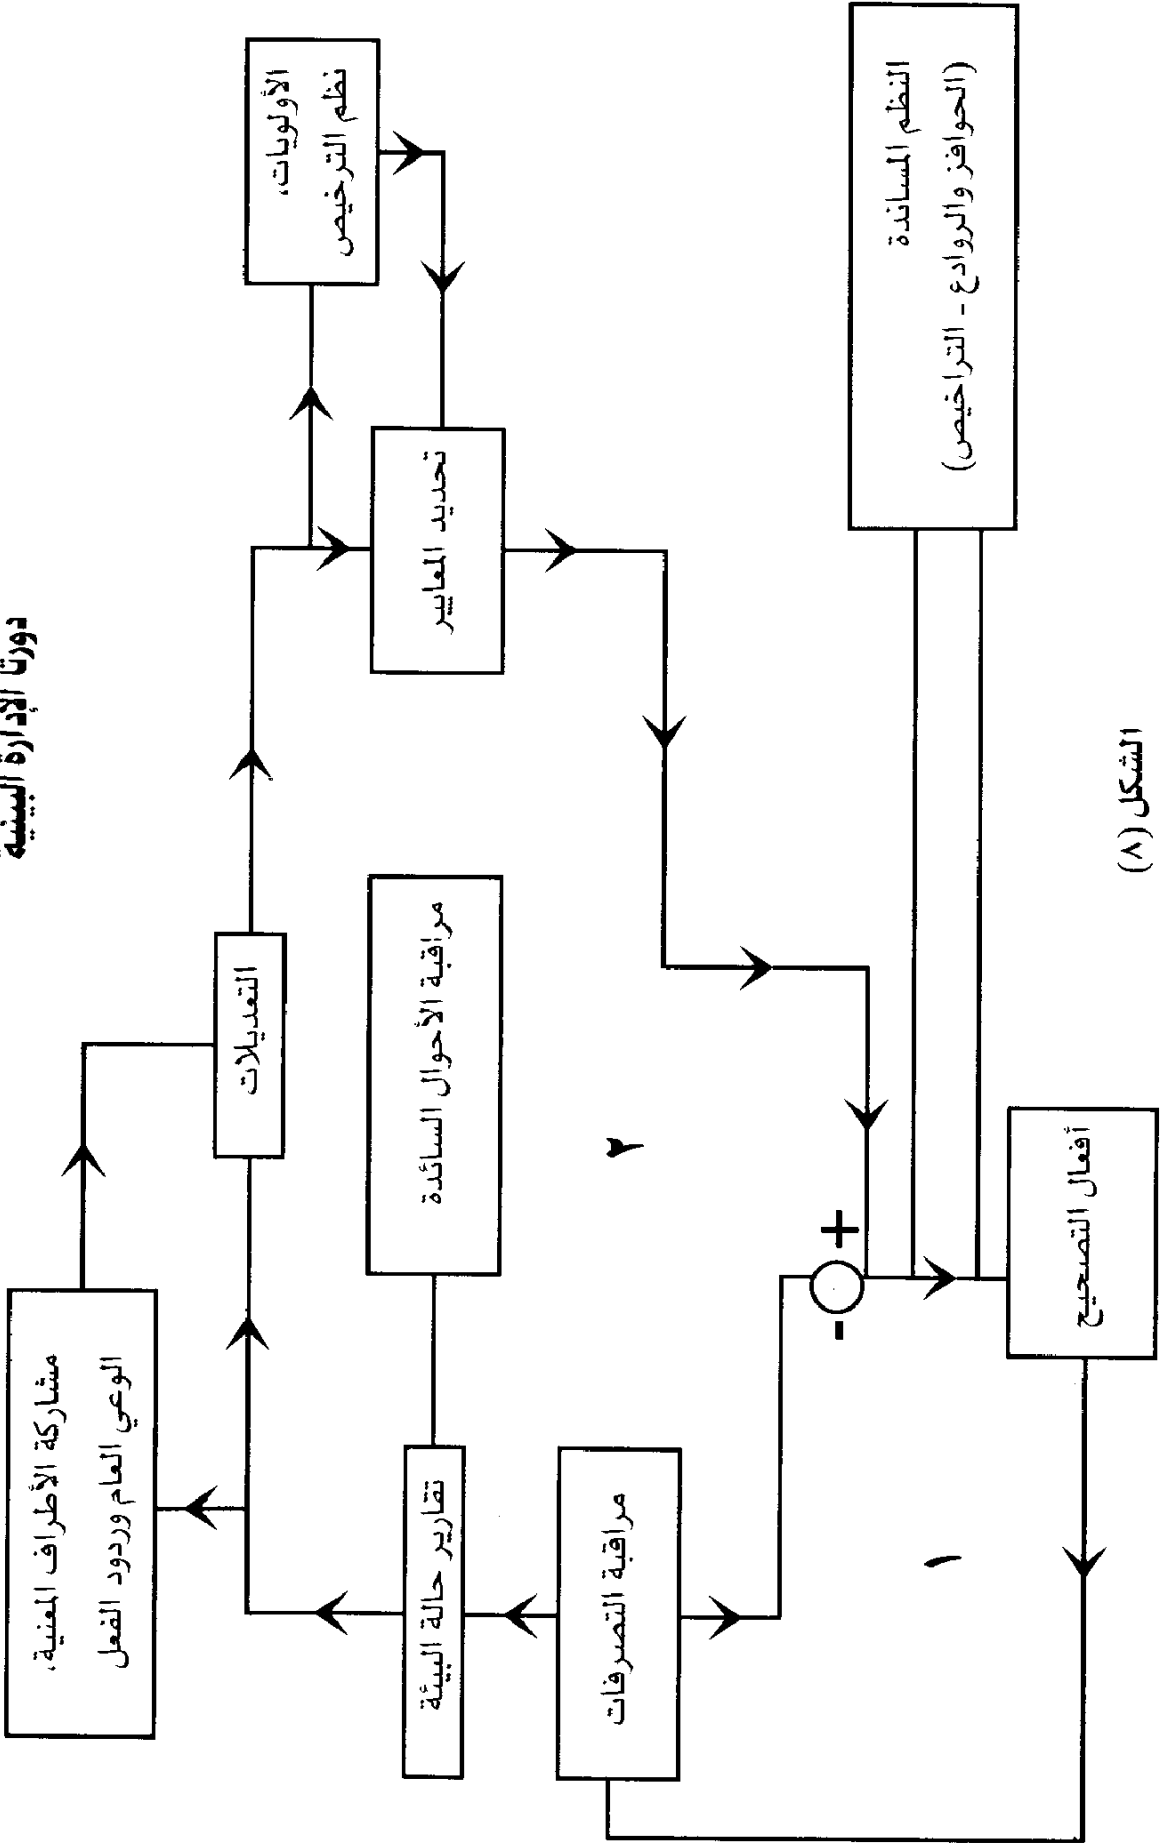 دورتا الإدارة البيئية
مشاركة الأطراف المعنية،
الوعي العام وردود الفعل
التعديلات
الأولويات،
نظم الترخيص
تحديد المعايير
مراقبة الأحوال السائدة
تقارير حالة البيئة
مراقبة التصرفات
٢
+
-
١
النظم المساندة
(الحوافز والروادع - التراخيص)
أفعال التصحيح
الشكل (٨)